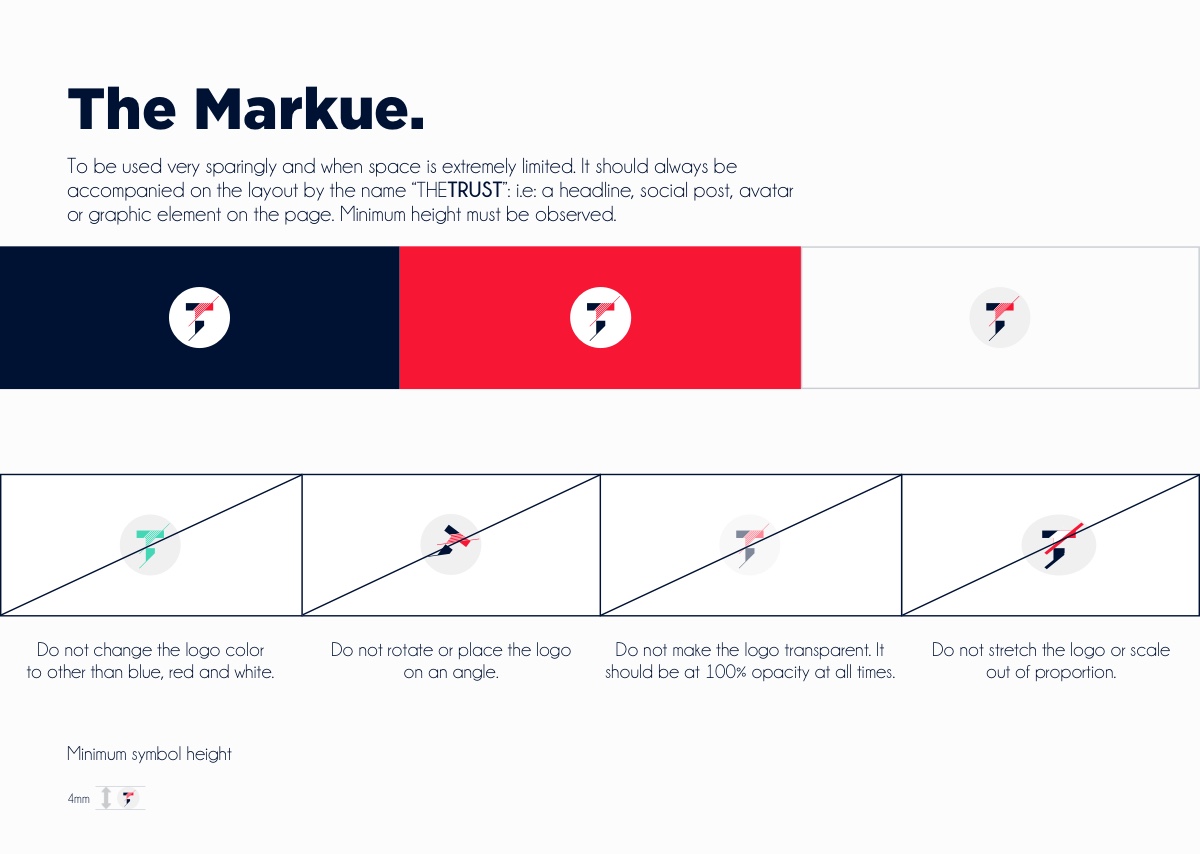 The Markue.
To be used very sparingly and when space is extremely limited. It should always be
accompanied on the layout by the name “THETRUST”: i.e: a headline, social post, avatar
or graphic element on the page. Minimum height must be observed.
Do not change the logo color
to other than blue, red and white.
Do not rotate or place the logo
on an angle.
Do not make the logo transparent. It
should be at 100% opacity at all times.
Do not stretch the logo or scale
out of proportion.
Minimum symbol height
4mm